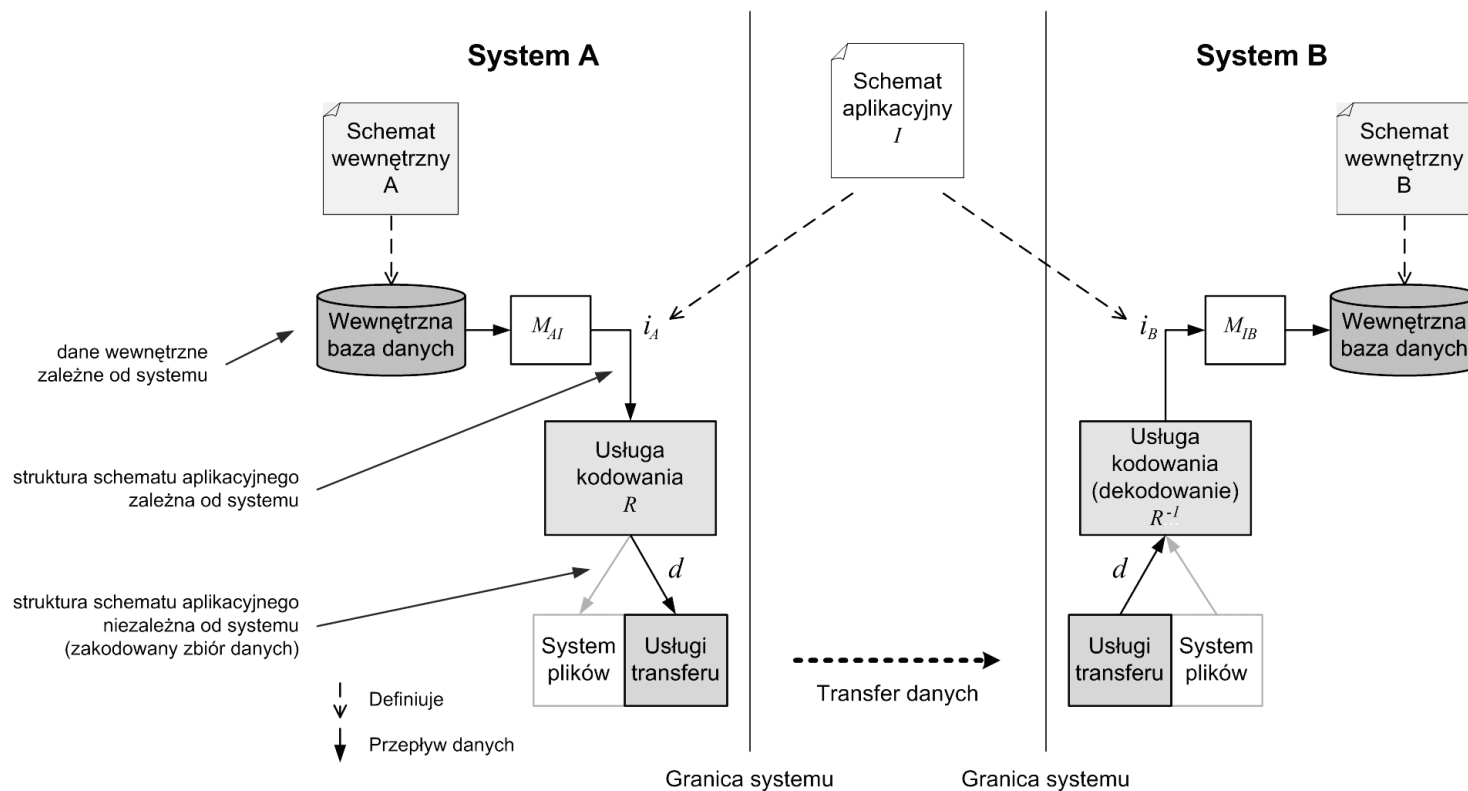 System A
System B
Schemat
aplikacyjny
I
Schemat
wewnętrzny
A
Schemat
wewnętrzny
B
Wewnętrzna
baza danych
M_AI
i_A
i_B
M_IB
Wewnętrzna
baza danych
dane wewnętrzne
zależne od systemu
Usługa
kodowania
R
Usługa
kodowania
(dekodowanie)
R^-1
struktura schematu aplikacyjnego
zależna od systemu
d
d
struktura schematu aplikacyjnego
niezależna od systemu
(zakodowany zbiór danych)
System
plików
Usługi
transferu
Transfer danych
Usługi
transferu
System
plików
Definiuje
Przepływ danych
Granica systemu
Granica systemu